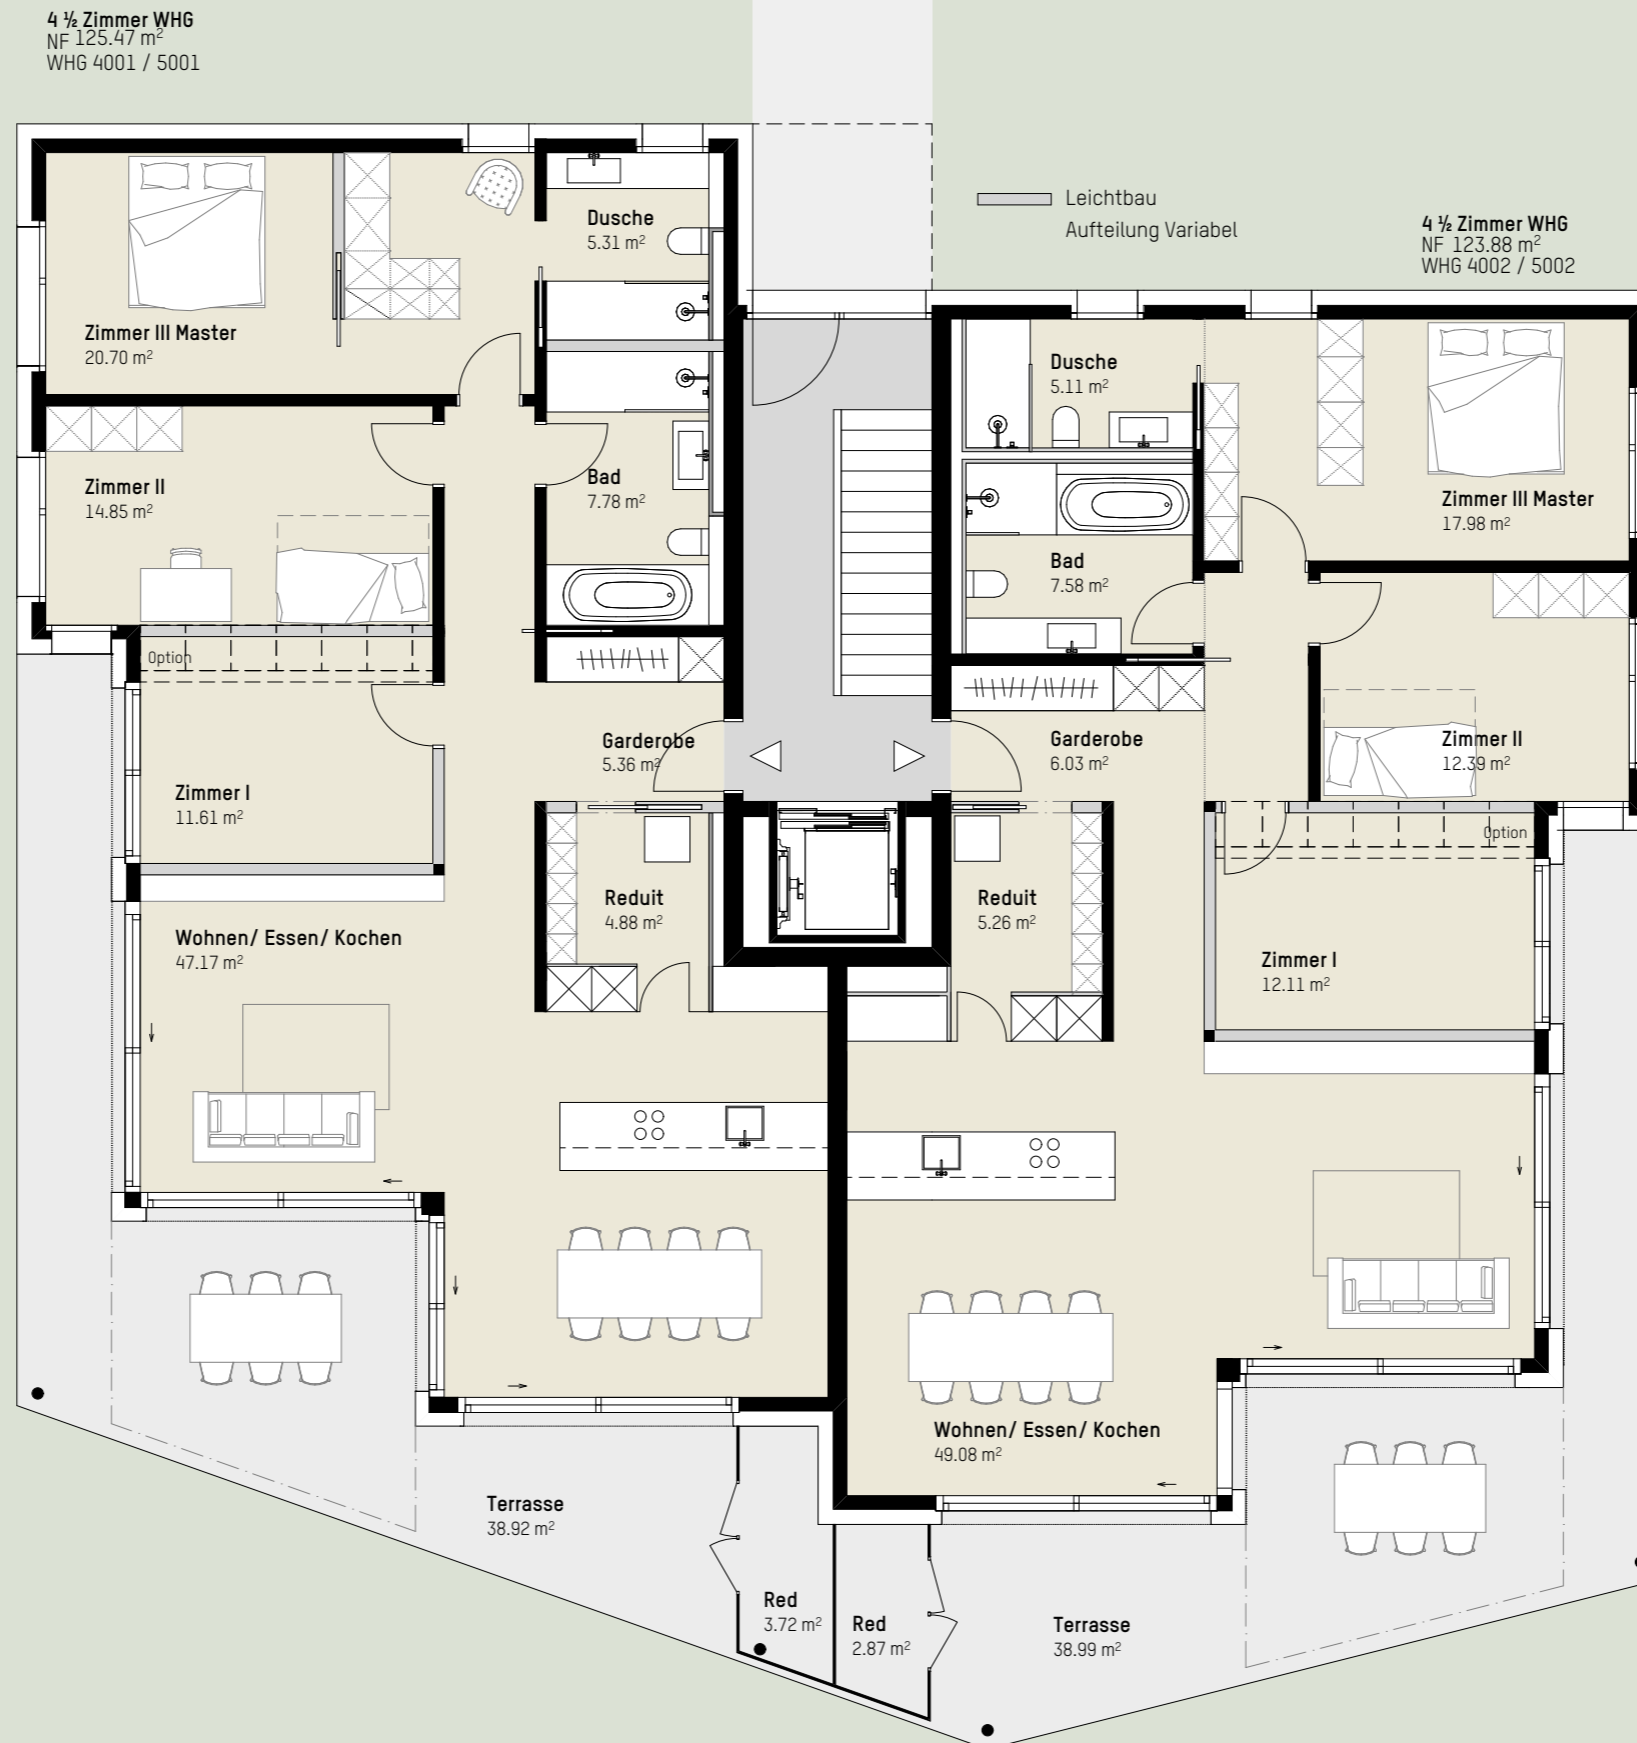 4 ½ Zimmer WHG
NF 125.47 m²
WHG 4001 / 5001
Leichtbau
Aufteilung Variabel
4 ½ Zimmer WHG
NF 123.88 m²
WHG 4002 / 5002
Dusche
5.31 m²
Zimmer III Master
20.70 m²
Zimmer II
14.85 m²
Bad
7.78 m²
Option
Zimmer I
11.61 m²
Garderobe
5.36 m²
Reduit
4.88 m²
Wohnen/ Essen/ Kochen
47.17 m²
Terrasse
38.92 m²
Red
3.72 m²
Dusche
5.11 m²
Zimmer III Master
17.98 m²
Bad
7.58 m²
Garderobe
6.03 m²
Zimmer II
12.39 m²
Option
Reduit
5.26 m²
Zimmer I
12.11 m²
Wohnen/ Essen/ Kochen
49.08 m²
Red
2.87 m²
Terrasse
38.99 m²